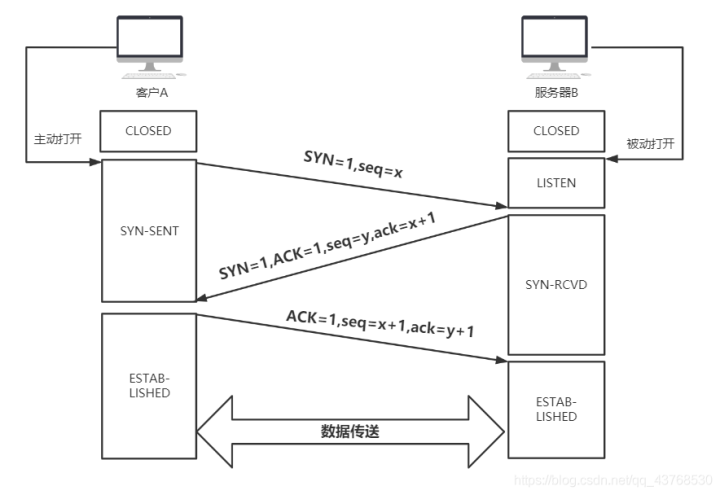 客户A
服务器B
主动打开
CLOSED
CLOSED
被动打开
SYN=1,seq=x
LISTEN
SYN-SENT
SYN=1,ACK=1,seq=y,ack=x+1
SYN-RCVD
ACK=1,seq=x+1,ack=y+1
ESTAB-
LISHED
ESTAB-
LISHED
数据传送
https://blog.csdn.net/qq_43768530